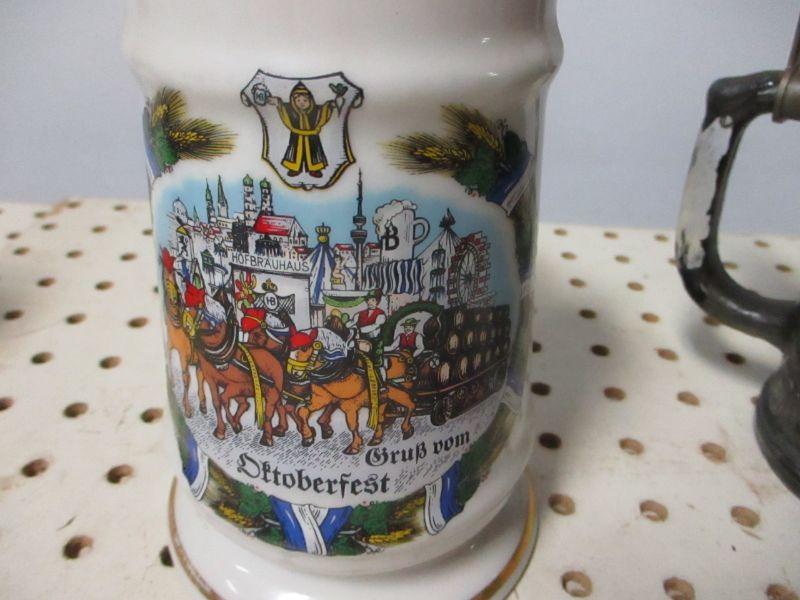 HOFBRÄUHAUS
HB
B
Gruß vom
Oktoberfest